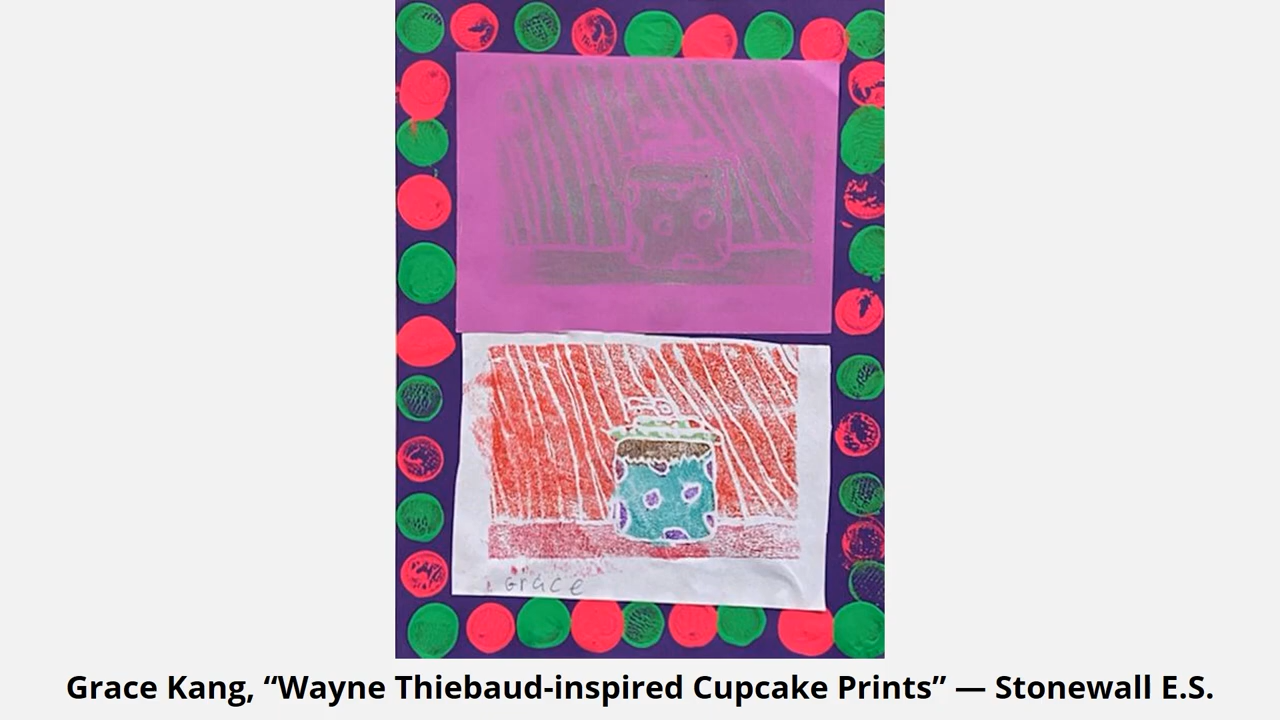 Grace
Grace Kang, “Wayne Thiebaud-inspired Cupcake Prints” — Stonewall E.S.